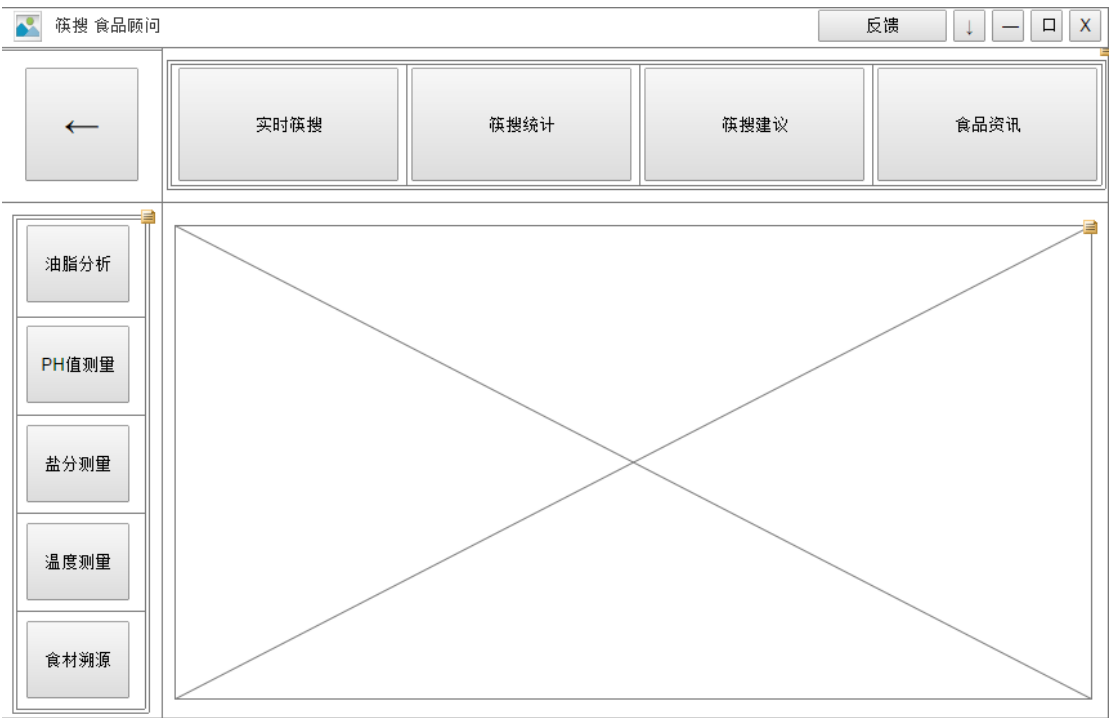 筷搜 食品顾问
反馈 ↓ — 口 X
←
实时筷搜 筷搜统计 筷搜建议 食品资讯
油脂分析
PH值测量
盐分测量
温度测量
食材溯源